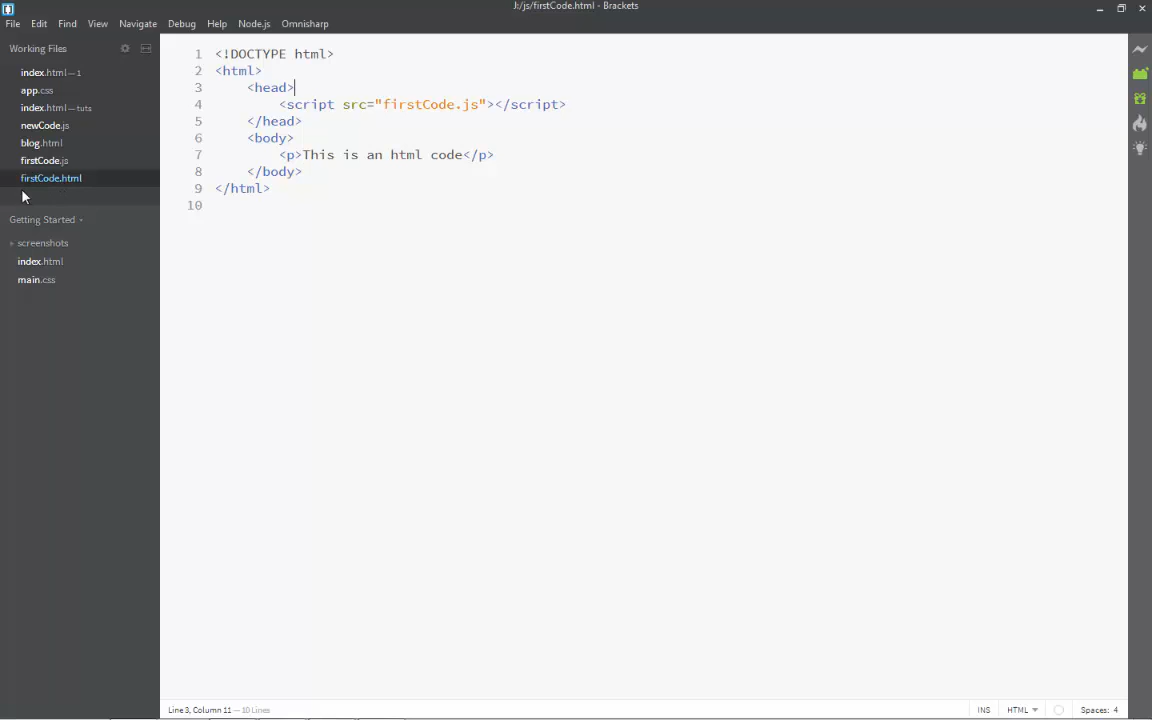 J:/js/firstCode.html - Brackets
File Edit Find View Navigate Debug Help Node.js Omnisharp
Working Files
index.html — 1
app.css
index.html — tuts
newCode.js
blog.html
firstCode.js
firstCode.html
Getting Started
screenshots
index.html
main.css
1 <!DOCTYPE html>
2 <html>
3 <head>
4 <script src="firstCode.js"></script>
5 </head>
6 <body>
7 <p>This is an html code</p>
8 </body>
9 </html>
10
Line 3, Column 11 — 10 Lines
INS HTML Spaces: 4